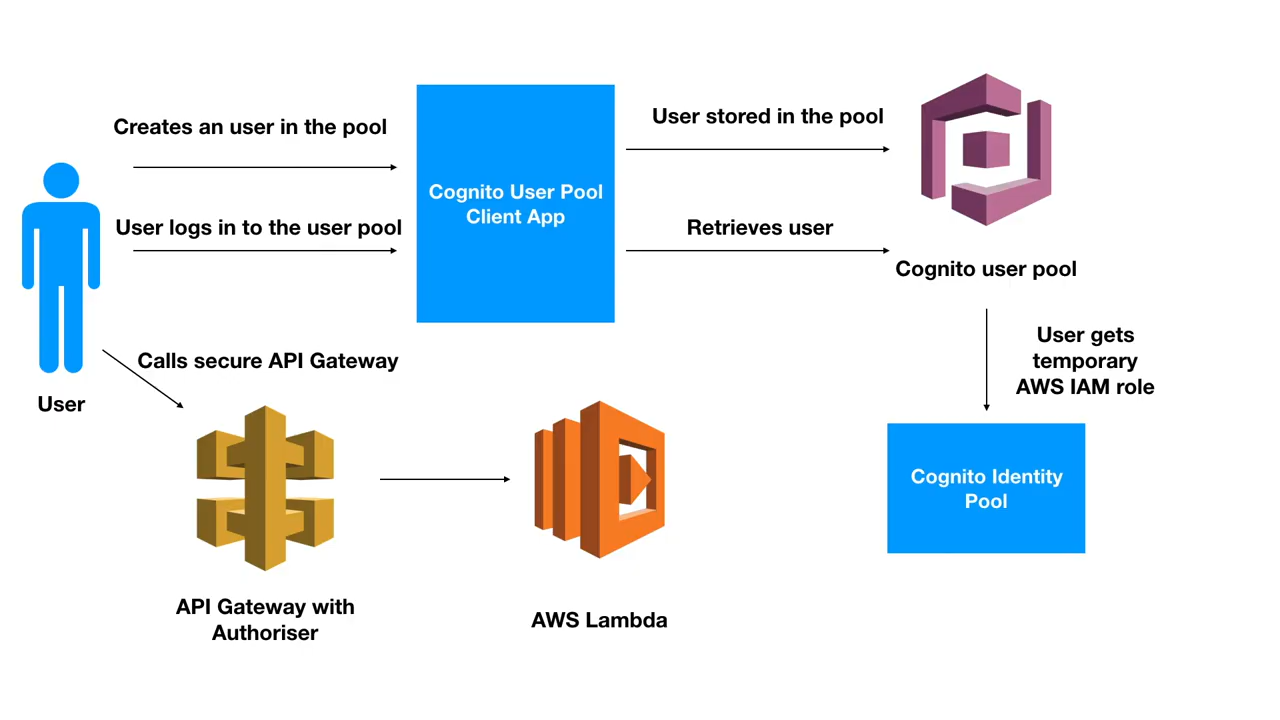 Creates an user in the pool
User stored in the pool
Cognito User Pool
Client App
User logs in to the user pool
Retrieves user
Cognito user pool
User gets
temporary
AWS IAM role
Calls secure API Gateway
User
Cognito Identity
Pool
API Gateway with
Authoriser
AWS Lambda